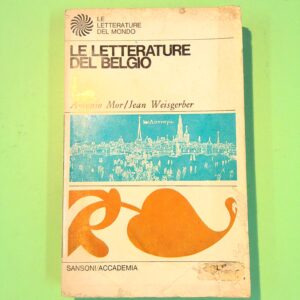 LE
LETTERATURE
DEL MONDO
LE LETTERATURE
DEL BELGIO
Antonio Mor/Jean Weisgerber
SANSONI/ACCADEMIA